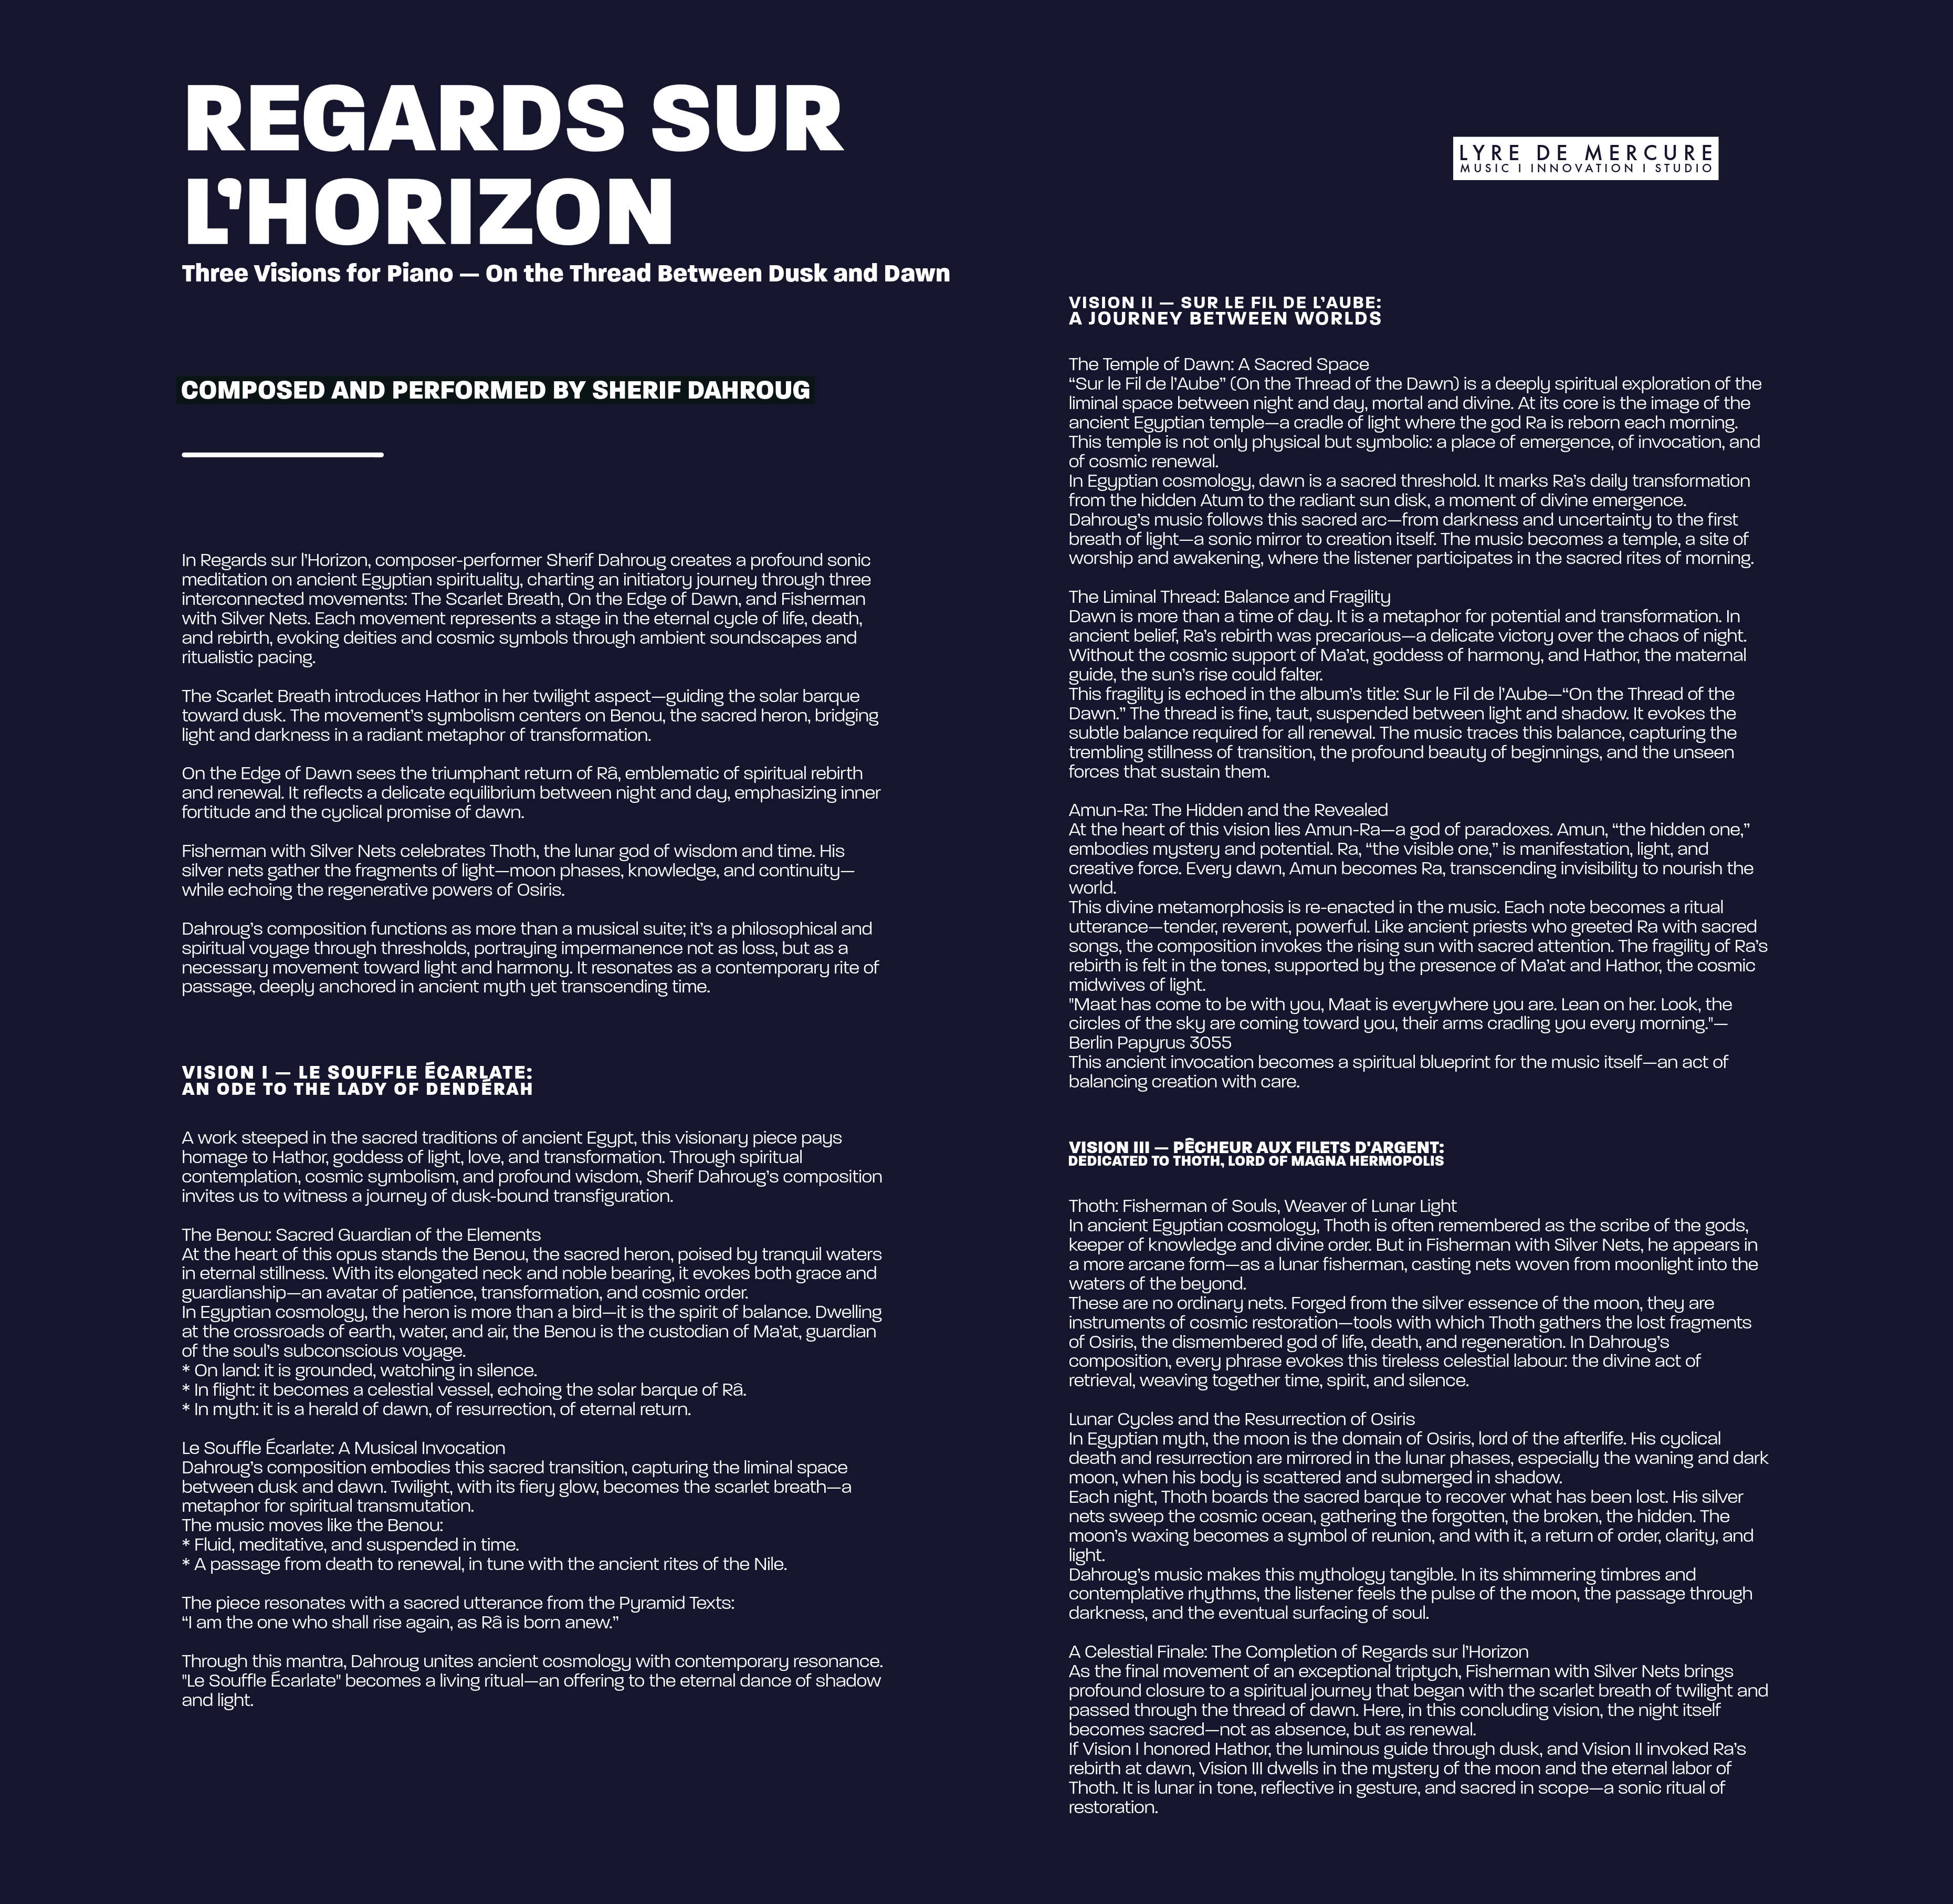 REGARDS SUR
L’HORIZON
Three Visions for Piano — On the Thread Between Dusk and Dawn
COMPOSED AND PERFORMED BY SHERIF DAHROUG
In Regards sur l’Horizon, composer-performer Sherif Dahroug creates a profound sonic
meditation on ancient Egyptian spirituality, charting an initiatory journey through three
interconnected movements: The Scarlet Breath, On the Edge of Dawn, and Fisherman
with Silver Nets. Each movement represents a stage in the eternal cycle of life, death,
and rebirth, evoking deities and cosmic symbols through ambient soundscapes and
ritualistic pacing.
The Scarlet Breath introduces Hathor in her twilight aspect—guiding the solar barque
toward dusk. The movement’s symbolism centers on Benou, the sacred heron, bridging
light and darkness in a radiant metaphor of transformation.
On the Edge of Dawn sees the triumphant return of Râ, emblematic of spiritual rebirth
and renewal. It reflects a delicate equilibrium between night and day, emphasizing inner
fortitude and the cyclical promise of dawn.
Fisherman with Silver Nets celebrates Thoth, the lunar god of wisdom and time. His
silver nets gather the fragments of light—moon phases, knowledge, and continuity—
while echoing the regenerative powers of Osiris.
Dahroug’s composition functions as more than a musical suite; it’s a philosophical and
spiritual voyage through thresholds, portraying impermanence not as loss, but as a
necessary movement toward light and harmony. It resonates as a contemporary rite of
passage, deeply anchored in ancient myth yet transcending time.
VISION I — LE SOUFFLE ÉCARLATE:
AN ODE TO THE LADY OF DENDÉRAH
A work steeped in the sacred traditions of ancient Egypt, this visionary piece pays
homage to Hathor, goddess of light, love, and transformation. Through spiritual
contemplation, cosmic symbolism, and profound wisdom, Sherif Dahroug’s composition
invites us to witness a journey of dusk-bound transfiguration.
The Benou: Sacred Guardian of the Elements
At the heart of this opus stands the Benou, the sacred heron, poised by tranquil waters
in eternal stillness. With its elongated neck and noble bearing, it evokes both grace and
guardianship—an avatar of patience, transformation, and cosmic order.
In Egyptian cosmology, the heron is more than a bird—it is the spirit of balance. Dwelling
at the crossroads of earth, water, and air, the Benou is the custodian of Ma’at, guardian
of the soul’s subconscious voyage.
* On land: it is grounded, watching in silence.
* In flight: it becomes a celestial vessel, echoing the solar barque of Râ.
* In myth: it is a herald of dawn, of resurrection, of eternal return.
Le Souffle Écarlate: A Musical Invocation
Dahroug’s composition embodies this sacred transition, capturing the liminal space
between dusk and dawn. Twilight, with its fiery glow, becomes the scarlet breath—a
metaphor for spiritual transmutation.
The music moves like the Benou:
* Fluid, meditative, and suspended in time.
* A passage from death to renewal, in tune with the ancient rites of the Nile.
The piece resonates with a sacred utterance from the Pyramid Texts:
“I am the one who shall rise again, as Râ is born anew.”
Through this mantra, Dahroug unites ancient cosmology with contemporary resonance.
"Le Souffle Écarlate" becomes a living ritual—an offering to the eternal dance of shadow
and light.
LYRE DE MERCURE
MUSIC I INNOVATION I STUDIO
VISION II — SUR LE FIL DE L’AUBE:
A JOURNEY BETWEEN WORLDS
The Temple of Dawn: A Sacred Space
“Sur le Fil de l’Aube” (On the Thread of the Dawn) is a deeply spiritual exploration of the
liminal space between night and day, mortal and divine. At its core is the image of the
ancient Egyptian temple—a cradle of light where the god Ra is reborn each morning.
This temple is not only physical but symbolic: a place of emergence, of invocation, and
of cosmic renewal.
In Egyptian cosmology, dawn is a sacred threshold. It marks Ra’s daily transformation
from the hidden Atum to the radiant sun disk, a moment of divine emergence.
Dahroug’s music follows this sacred arc—from darkness and uncertainty to the first
breath of light—a sonic mirror to creation itself. The music becomes a temple, a site of
worship and awakening, where the listener participates in the sacred rites of morning.
The Liminal Thread: Balance and Fragility
Dawn is more than a time of day. It is a metaphor for potential and transformation. In
ancient belief, Ra’s rebirth was precarious—a delicate victory over the chaos of night.
Without the cosmic support of Ma’at, goddess of harmony, and Hathor, the maternal
guide, the sun’s rise could falter.
This fragility is echoed in the album’s title: Sur le Fil de l’Aube—“On the Thread of the
Dawn.” The thread is fine, taut, suspended between light and shadow. It evokes the
subtle balance required for all renewal. The music traces this balance, capturing the
trembling stillness of transition, the profound beauty of beginnings, and the unseen
forces that sustain them.
Amun-Ra: The Hidden and the Revealed
At the heart of this vision lies Amun-Ra—a god of paradoxes. Amun, “the hidden one,”
embodies mystery and potential. Ra, “the visible one,” is manifestation, light, and
creative force. Every dawn, Amun becomes Ra, transcending invisibility to nourish the
world.
This divine metamorphosis is re-enacted in the music. Each note becomes a ritual
utterance—tender, reverent, powerful. Like ancient priests who greeted Ra with sacred
songs, the composition invokes the rising sun with sacred attention. The fragility of Ra’s
rebirth is felt in the tones, supported by the presence of Ma’at and Hathor, the cosmic
midwives of light.
"Maat has come to be with you, Maat is everywhere you are. Lean on her. Look, the
circles of the sky are coming toward you, their arms cradling you every morning."—
Berlin Papyrus 3055
This ancient invocation becomes a spiritual blueprint for the music itself—an act of
balancing creation with care.
VISION III — PÊCHEUR AUX FILETS D’ARGENT:
DEDICATED TO THOTH, LORD OF MAGNA HERMOPOLIS
Thoth: Fisherman of Souls, Weaver of Lunar Light
In ancient Egyptian cosmology, Thoth is often remembered as the scribe of the gods,
keeper of knowledge and divine order. But in Fisherman with Silver Nets, he appears in
a more arcane form—as a lunar fisherman, casting nets woven from moonlight into the
waters of the beyond.
These are no ordinary nets. Forged from the silver essence of the moon, they are
instruments of cosmic restoration—tools with which Thoth gathers the lost fragments
of Osiris, the dismembered god of life, death, and regeneration. In Dahroug’s
composition, every phrase evokes this tireless celestial labour: the divine act of
retrieval, weaving together time, spirit, and silence.
Lunar Cycles and the Resurrection of Osiris
In Egyptian myth, the moon is the domain of Osiris, lord of the afterlife. His cyclical
death and resurrection are mirrored in the lunar phases, especially the waning and dark
moon, when his body is scattered and submerged in shadow.
Each night, Thoth boards the sacred barque to recover what has been lost. His silver
nets sweep the cosmic ocean, gathering the forgotten, the broken, the hidden. The
moon’s waxing becomes a symbol of reunion, and with it, a return of order, clarity, and
light.
Dahroug’s music makes this mythology tangible. In its shimmering timbres and
contemplative rhythms, the listener feels the pulse of the moon, the passage through
darkness, and the eventual surfacing of soul.
A Celestial Finale: The Completion of Regards sur l’Horizon
As the final movement of an exceptional triptych, Fisherman with Silver Nets brings
profound closure to a spiritual journey that began with the scarlet breath of twilight and
passed through the thread of dawn. Here, in this concluding vision, the night itself
becomes sacred—not as absence, but as renewal.
If Vision I honored Hathor, the luminous guide through dusk, and Vision II invoked Ra’s
rebirth at dawn, Vision III dwells in the mystery of the moon and the eternal labor of
Thoth. It is lunar in tone, reflective in gesture, and sacred in scope—a sonic ritual of
restoration.